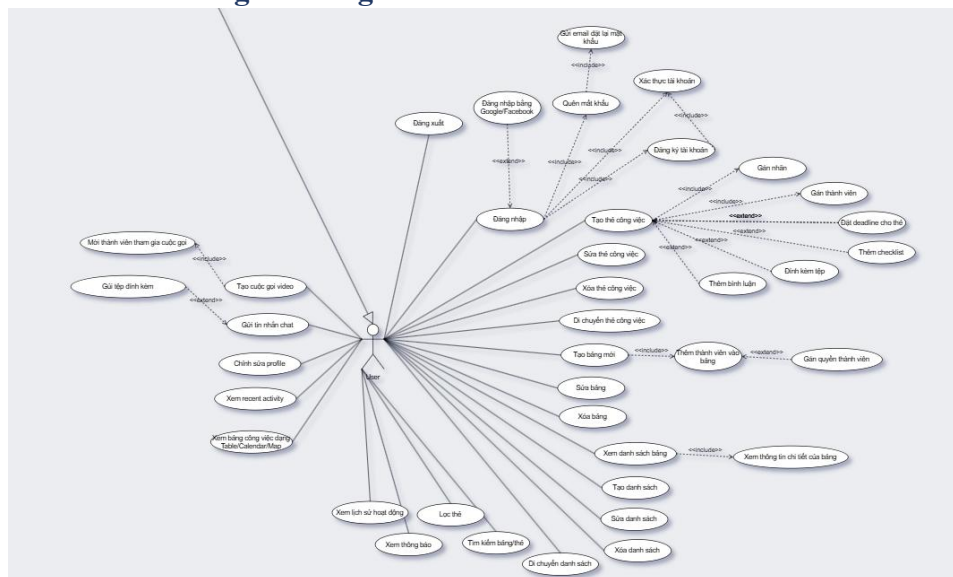 Gửi email đặt lại mật
khẩu
<<include>>
Xác thực tài khoản
Đăng nhập bằng
Google/Facebook
Quên mật khẩu
<<include>>
Đăng xuất
Đăng ký tài khoản
<<extend>>
<<include>>
<<include>>
<<include>>
Gán nhãn
<<include>>
Gán thành viên
<<include>>
Đăng nhập
Tạo thẻ công việc
<<extend>>
Đặt deadline cho thẻ
<<extend>>
Mời thành viên tham gia cuộc gọi
<<extend>>
<<extend>>
Thêm checklist
Sửa thẻ công việc
<<include>>
Đính kèm tệp
Thêm bình luận
Gửi tệp đính kèm
Tạo cuộc gọi video
Xóa thẻ công việc
<<extend>>
Gửi tin nhắn chat
Di chuyển thẻ công việc
Tạo bảng mới
<<include>>
Thêm thành viên vào
bảng
<<extend>>
Gán quyền thành viên
Chỉnh sửa profile
User
Sửa bảng
Xem recent activity
Xóa bảng
Xem bảng công việc dạng
Table/Calendar/Map
Xem danh sách bảng
<<include>>
Xem thông tin chi tiết của bảng
Tạo danh sách
Xem lịch sử hoạt động
Lọc thẻ
Sửa danh sách
Xem thông báo
Tìm kiếm bảng/thẻ
Xóa danh sách
Di chuyển danh sách